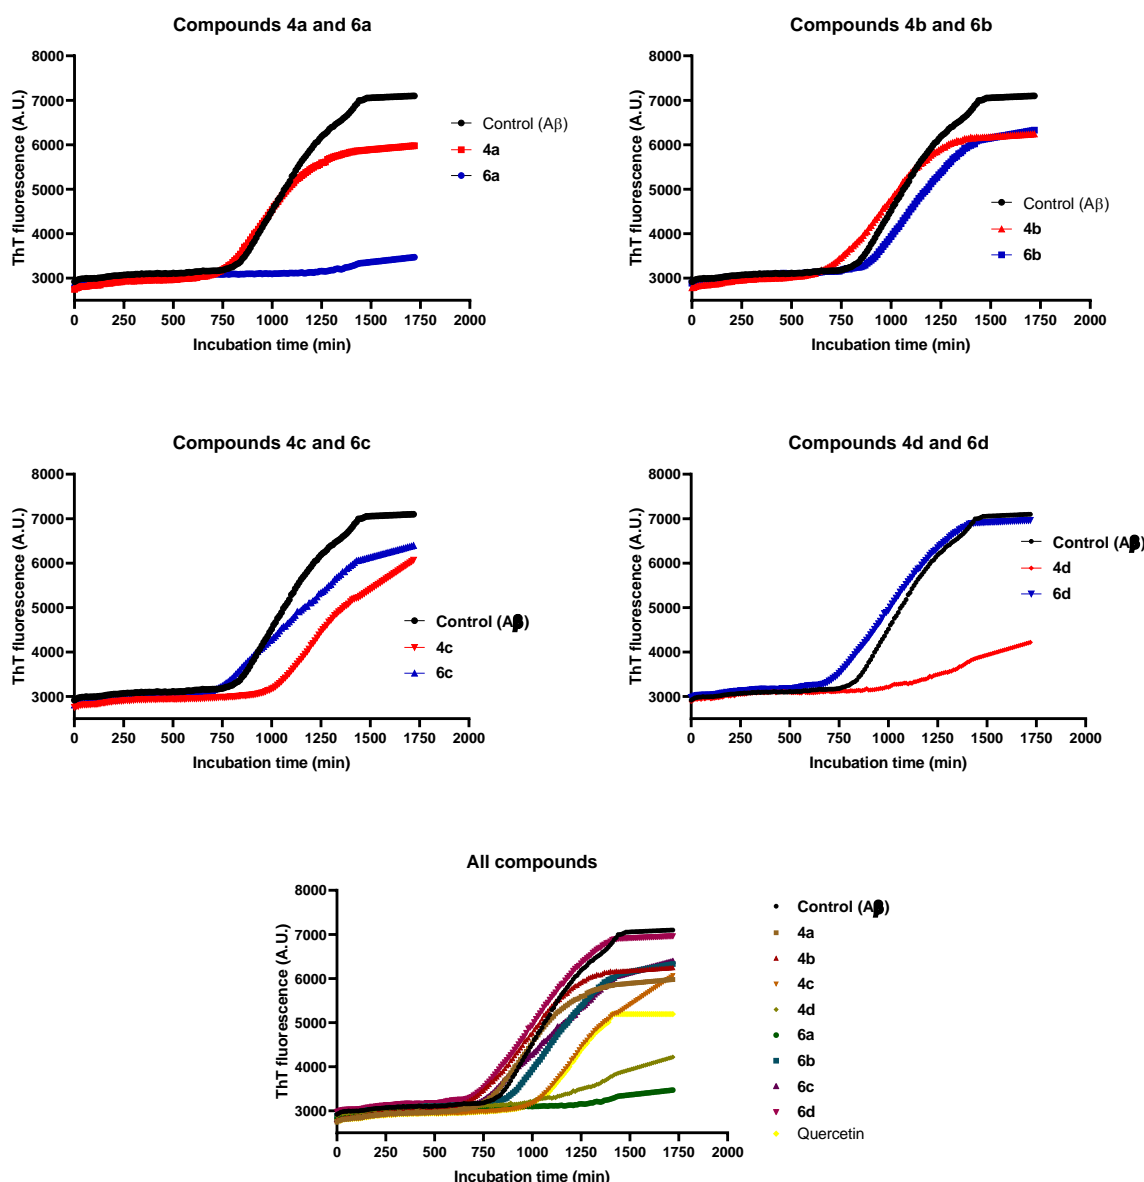 Compounds 4a and 6a
ThT fluorescence (A.U.)
8000
7000
6000
5000
4000
3000
0 250 500 750 1000 1250 1500 1750 2000
Incubation time (min)
Control (Aβ)
4a
6a
Compounds 4b and 6b
ThT fluorescence (A.U.)
8000
7000
6000
5000
4000
3000
0 250 500 750 1000 1250 1500 1750 2000
Incubation time (min)
Control (Aβ)
4b
6b
Compounds 4c and 6c
ThT fluorescence (A.U.)
8000
7000
6000
5000
4000
3000
0 250 500 750 1000 1250 1500 1750 2000
Incubation time (min)
Control (Aβ)
4c
6c
Compounds 4d and 6d
ThT fluorescence (A.U.)
8000
7000
6000
5000
4000
3000
0 250 500 750 1000 1250 1500 1750 2000
Incubation time (min)
Control (Aβ)
4d
6d
All compounds
ThT fluorescence (A.U.)
8000
7000
6000
5000
4000
3000
0 250 500 750 1000 1250 1500 1750 2000
Incubation time (min)
Control (Aβ)
4a
4b
4c
4d
6a
6b
6c
6d
Quercetin